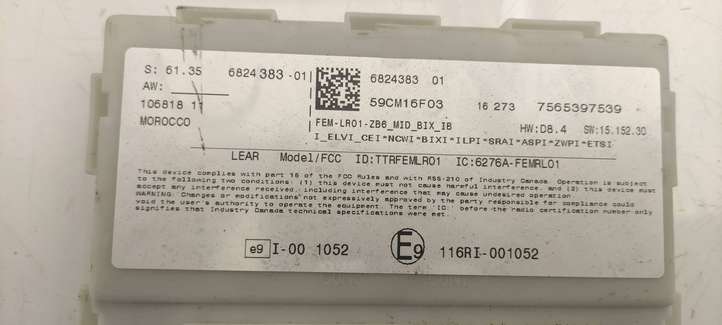 S: 61.35 6824383 -01 6824383 01
AW:
59CM16F03 16 273 7565397539
106818 11
FEM-LR01-ZB6_MID_BIX_IB HW:D8.4 SW:15.152.30
MOROCCO
I_ELVI_CEI*NCWI*BIXI*ILPI*SRAI*ASPI*ZWPI*ETSI
LEAR Model/FCC ID:TTRFEMLR01 IC:6276A-FEMRL01
This device complies with part 15 of the FCC Rules and with RSS-210 of Industry Canada. Operation is subject
to the following two conditions: (1) this device must not cause harmful interference, and (2) this device must
accept any interference received, including interference that may cause undesired operation.
WARNING: Changes or modifications not expressively approved by the party responsible for compliance could
void the user's authority to operate the equipment. The term 'IC:' before the radio certification number only
signifies that Industry Canada technical specifications were met.
e9 I-00 1052 E9 116RI-001052